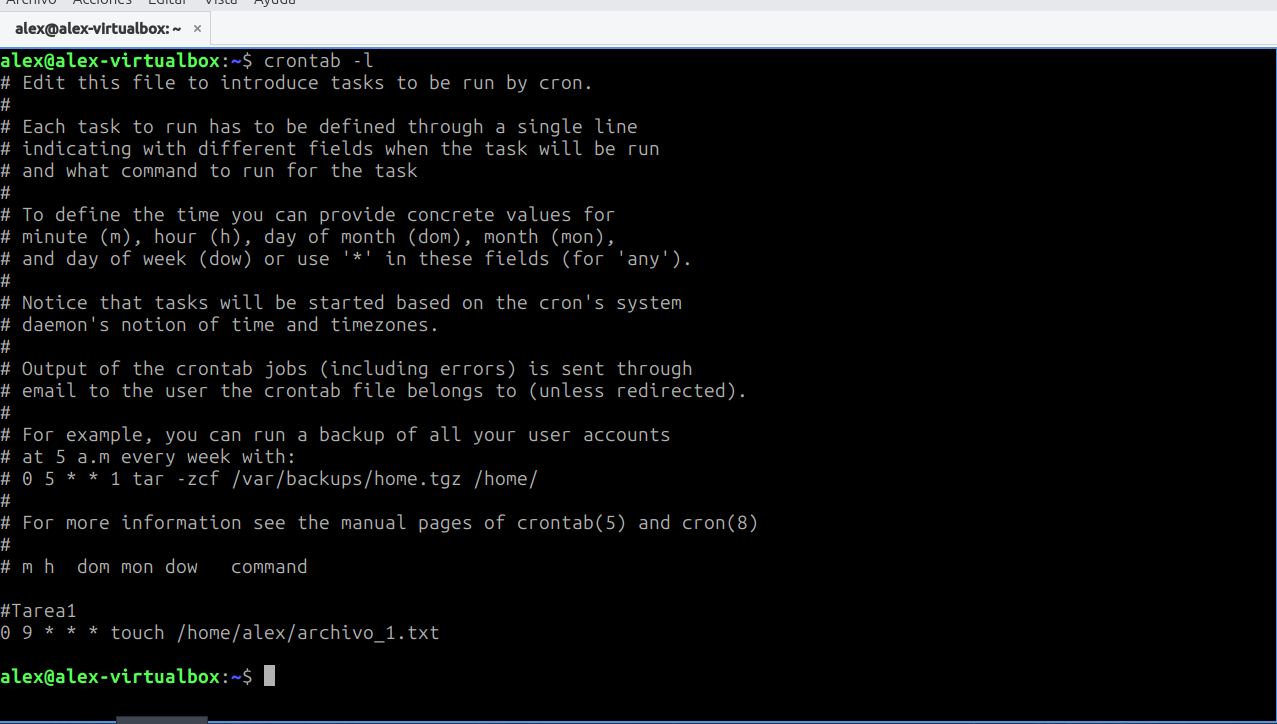 Archivo Acciones Editar Vista Ayuda
alex@alex-virtualbox: ~ ×
alex@alex-virtualbox:~$ crontab -l
# Edit this file to introduce tasks to be run by cron.
#
# Each task to run has to be defined through a single line
# indicating with different fields when the task will be run
# and what command to run for the task
#
# To define the time you can provide concrete values for
# minute (m), hour (h), day of month (dom), month (mon),
# and day of week (dow) or use '*' in these fields (for 'any').
#
# Notice that tasks will be started based on the cron's system
# daemon's notion of time and timezones.
#
# Output of the crontab jobs (including errors) is sent through
# email to the user the crontab file belongs to (unless redirected).
#
# For example, you can run a backup of all your user accounts
# at 5 a.m every week with:
# 0 5 * * 1 tar -zcf /var/backups/home.tgz /home/
#
# For more information see the manual pages of crontab(5) and cron(8)
#
# m h  dom mon dow   command
#Tarea1
0 9 * * * touch /home/alex/archivo_1.txt
alex@alex-virtualbox:~$